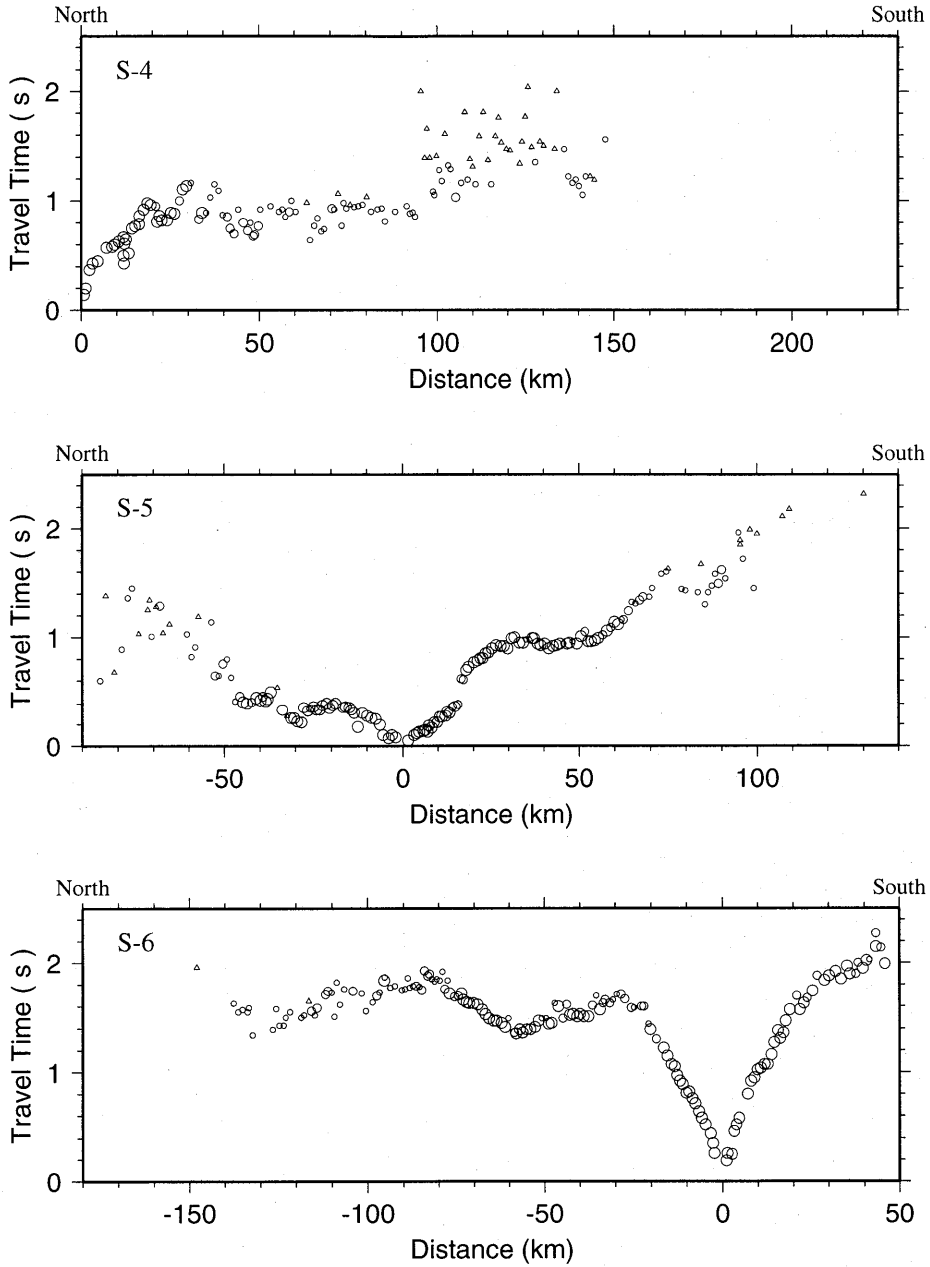 North South
S-4
Travel Time ( s )
2
1
0
0 50 100 150 200
Distance (km)
North South
S-5
Travel Time ( s )
2
1
0
-50 0 50 100
Distance (km)
North South
S-6
Travel Time ( s )
2
1
0
-150 -100 -50 0 50
Distance (km)